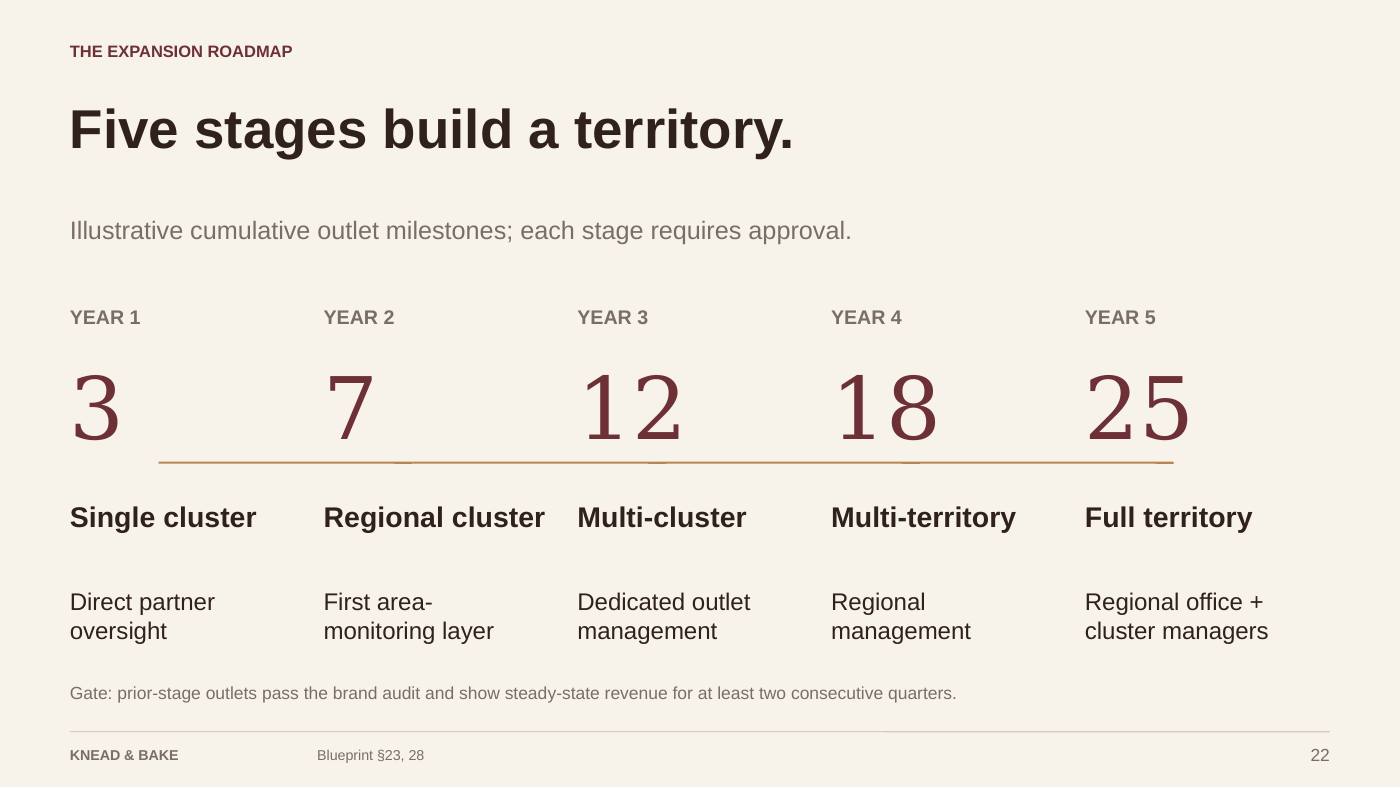 THE EXPANSION ROADMAP
Five stages build a territory.
Illustrative cumulative outlet milestones; each stage requires approval.
YEAR 1
3
Single cluster
Direct partner
oversight
YEAR 2
7
Regional cluster
First area-
monitoring layer
YEAR 3
12
Multi-cluster
Dedicated outlet
management
YEAR 4
18
Multi-territory
Regional
management
YEAR 5
25
Full territory
Regional office +
cluster managers
Gate: prior-stage outlets pass the brand audit and show steady-state revenue for at least two consecutive quarters.
KNEAD & BAKE
Blueprint §23, 28
22